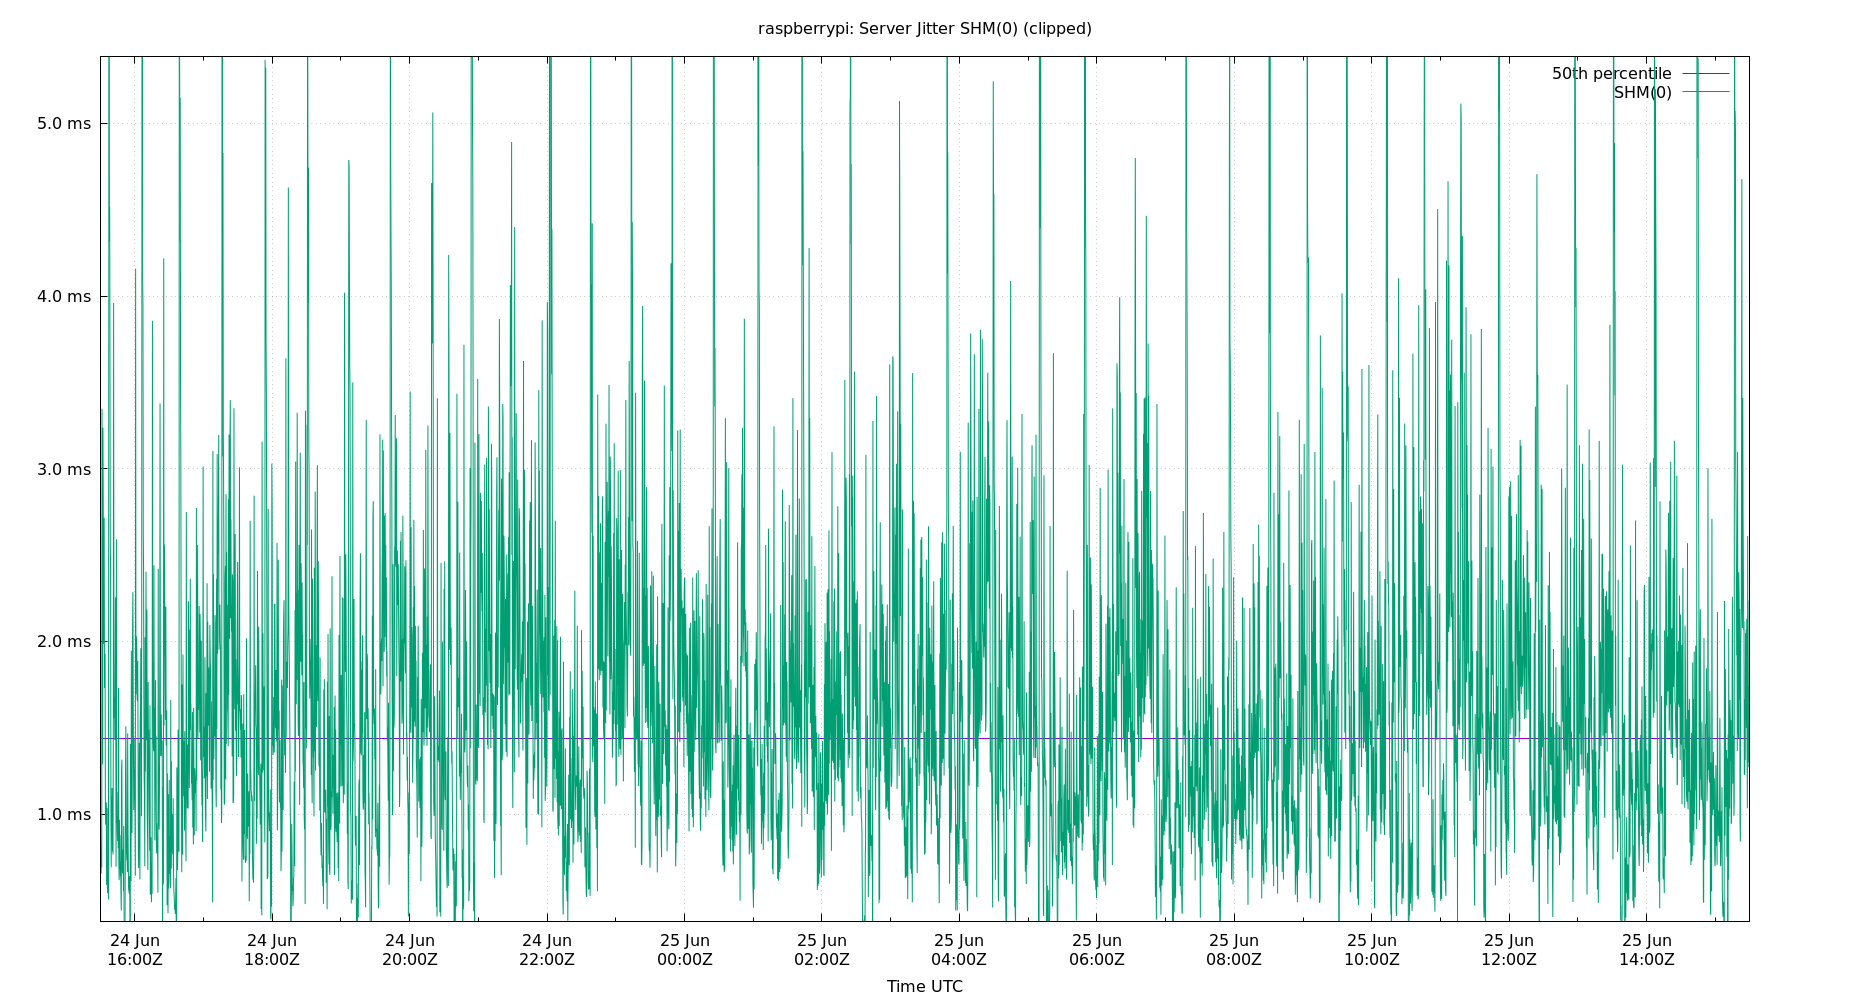 raspberrypi: Server Jitter SHM(0) (clipped)
50th percentile
SHM(0)
5.0 ms
4.0 ms
3.0 ms
2.0 ms
1.0 ms
24 Jun 24 Jun 24 Jun 24 Jun 25 Jun 25 Jun 25 Jun 25 Jun 25 Jun 25 Jun 25 Jun 25 Jun
16:00Z 18:00Z 20:00Z 22:00Z 00:00Z 02:00Z 04:00Z 06:00Z 08:00Z 10:00Z 12:00Z 14:00Z
Time UTC